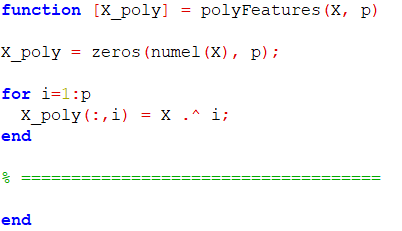 function [X_poly] = polyFeatures(X, p)
X_poly = zeros(numel(X), p);
for i=1:p
X_poly(:,i) = X .^ i;
end
% ====================================
end